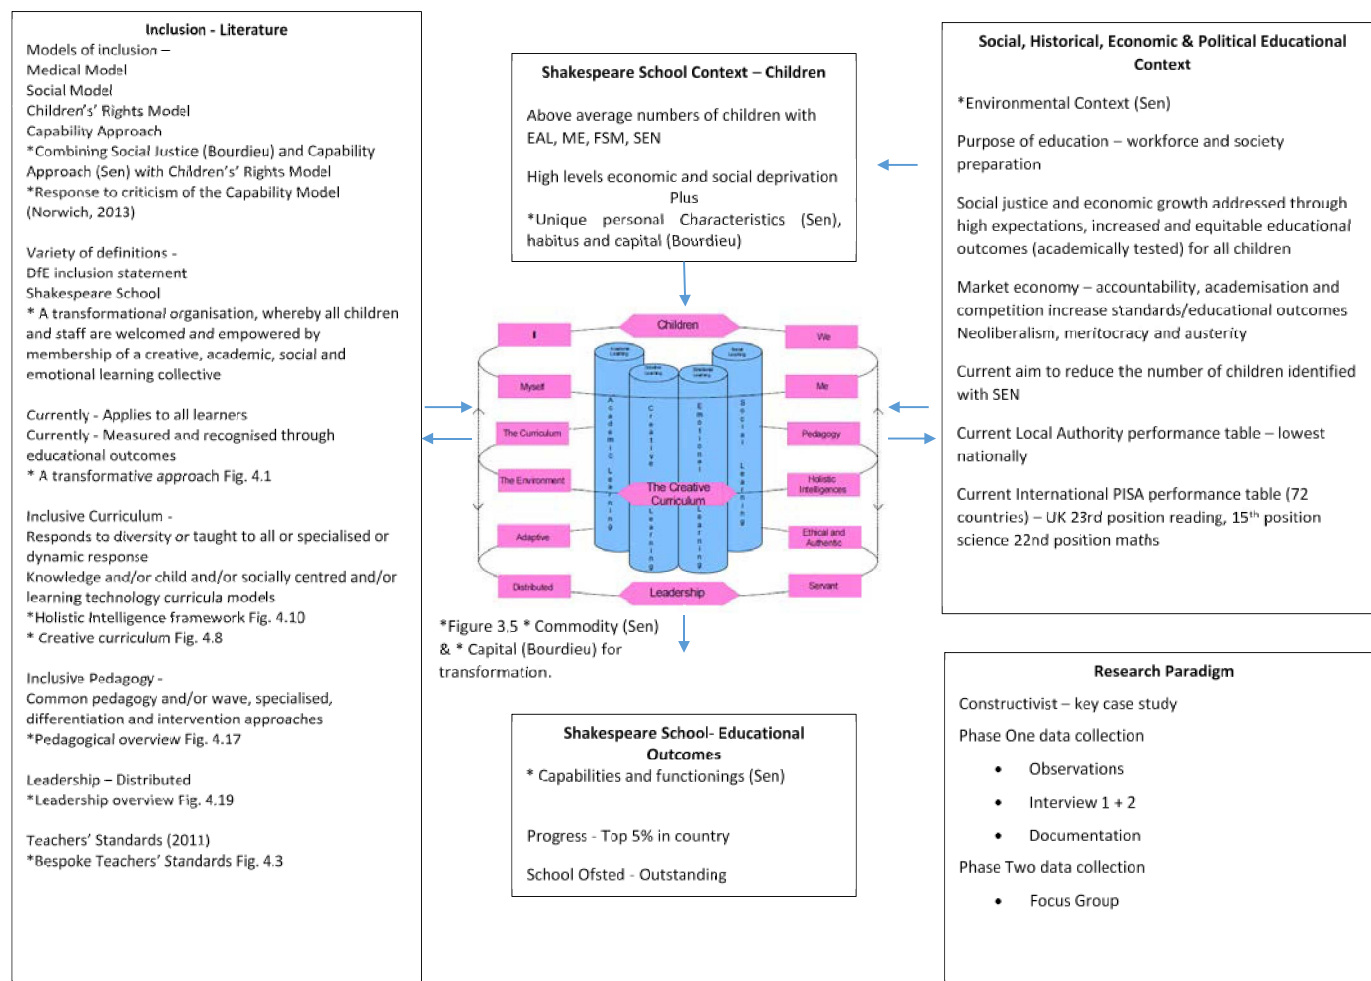 Inclusion - Literature
Models of inclusion –
Medical Model
Social Model
Children's' Rights Model
Capability Approach
*Combining Social Justice (Bourdieu) and Capability
Approach (Sen) with Children's' Rights Model
*Response to criticism of the Capability Model
(Norwich, 2013)
Variety of definitions -
DfE inclusion statement
Shakespeare School
* A transformational organisation, whereby all children
and staff are welcomed and empowered by
membership of a creative, academic, social and
emotional learning collective
Currently - Applies to all learners
Currently - Measured and recognised through
educational outcomes
* A transformative approach Fig. 4.1
Inclusive Curriculum -
Responds to diversity or taught to all or specialised or
dynamic response
Knowledge and/or child and/or socially centred and/or
learning technology curricula models
*Holistic Intelligence framework Fig. 4.10
* Creative curriculum Fig. 4.8
Inclusive Pedagogy -
Common pedagogy and/or wave, specialised,
differentiation and intervention approaches
*Pedagogical overview Fig. 4.17
Leadership – Distributed
*Leadership overview Fig. 4.19
Teachers' Standards (2011)
*Bespoke Teachers' Standards Fig. 4.3
Shakespeare School Context – Children
Above average numbers of children with
EAL, ME, FSM, SEN
High levels economic and social deprivation
Plus
*Unique personal Characteristics (Sen),
habitus and capital (Bourdieu)
I
Children
We
Myself
Me
The Curriculum
Pedagogy
The Environment
The Creative
Curriculum
Holistic
Intelligences
Adaptive
Ethical and
Authentic
Distributed
Leadership
Servant
Academic Learning
Creative Learning
Emotional Learning
Social Learning
Academic
Learning
Creative
Learning
Emotional
Learning
Social
Learning
*Figure 3.5 * Commodity (Sen)
& * Capital (Bourdieu) for
transformation.
Shakespeare School- Educational
Outcomes
* Capabilities and functionings (Sen)
Progress - Top 5% in country
School Ofsted - Outstanding
Social, Historical, Economic & Political Educational
Context
*Environmental Context (Sen)
Purpose of education – workforce and society
preparation
Social justice and economic growth addressed through
high expectations, increased and equitable educational
outcomes (academically tested) for all children
Market economy – accountability, academisation and
competition increase standards/educational outcomes
Neoliberalism, meritocracy and austerity
Current aim to reduce the number of children identified
with SEN
Current Local Authority performance table – lowest
nationally
Current International PISA performance table (72
countries) – UK 23rd position reading, 15th position
science 22nd position maths
Research Paradigm
Constructivist – key case study
Phase One data collection
• Observations
• Interview 1 + 2
• Documentation
Phase Two data collection
• Focus Group